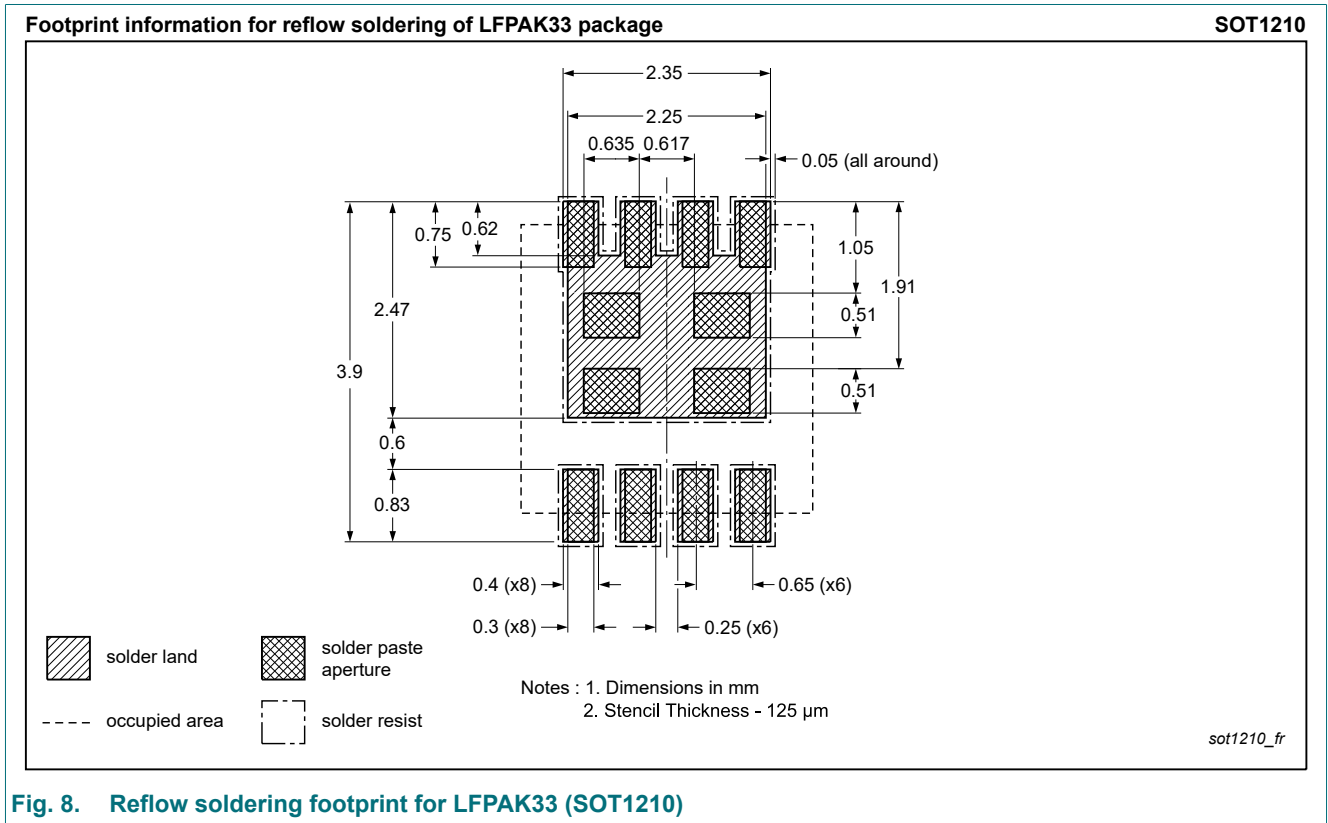 Footprint information for reflow soldering of LFPAK33 package SOT1210
2.35
2.25
0.635 0.617
0.05 (all around)
0.75 0.62
1.05
1.91
2.47
0.51
3.9
0.51
0.6
0.83
0.4 (x8) 0.65 (x6)
0.3 (x8) 0.25 (x6)
solder land
solder paste
aperture
occupied area
solder resist
Notes : 1. Dimensions in mm
2. Stencil Thickness - 125 µm
sot1210_fr
Fig. 8. Reflow soldering footprint for LFPAK33 (SOT1210)